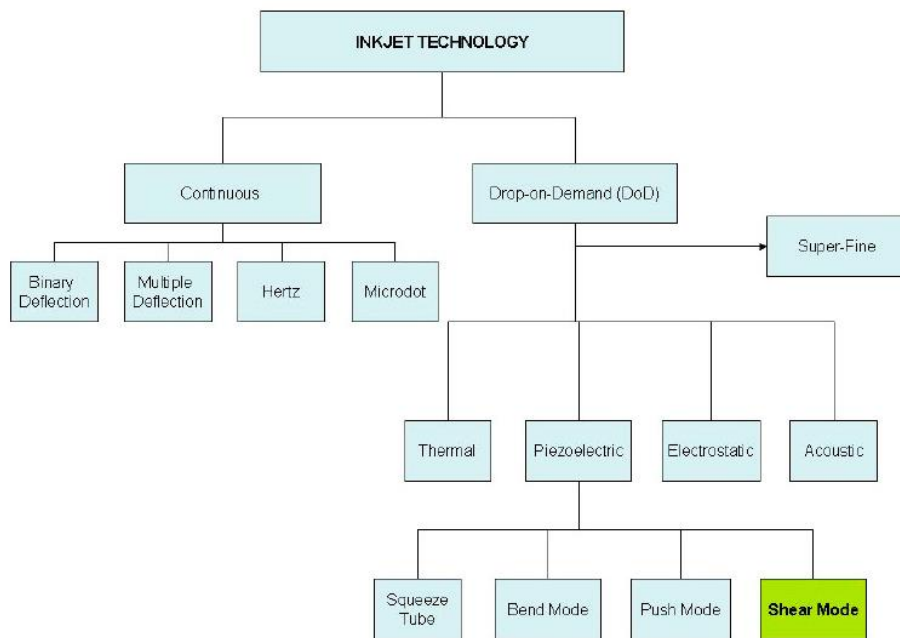 INKJET TECHNOLOGY
Continuous
Drop-on-Demand (DoD)
Super-Fine
Binary
Deflection
Multiple
Deflection
Hertz
Microdot
Thermal
Piezoelectric
Electrostatic
Acoustic
Squeeze
Tube
Bend Mode
Push Mode
Shear Mode